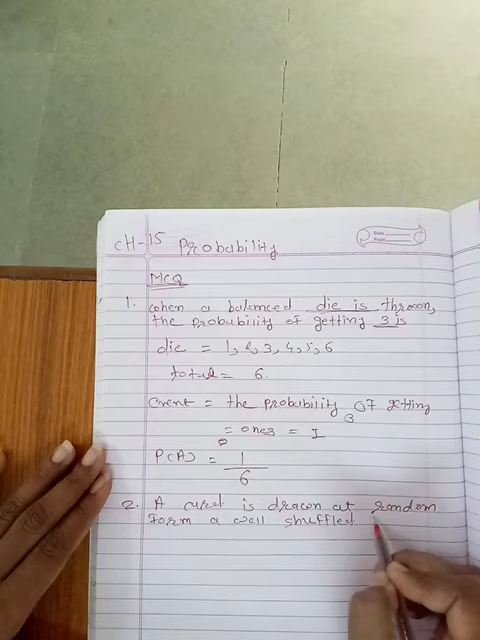 CH-15 Probability
Date
Page
MCQ
1. when a balanced die is thrown,
the probability of getting 3 is
die = 1, 2, 3, 4, 5, 6
total = 6.
Event = the probability of getting
3
= ones = 1
P(A) = 1
6
2. A card is drawn at random
form a well shuffled